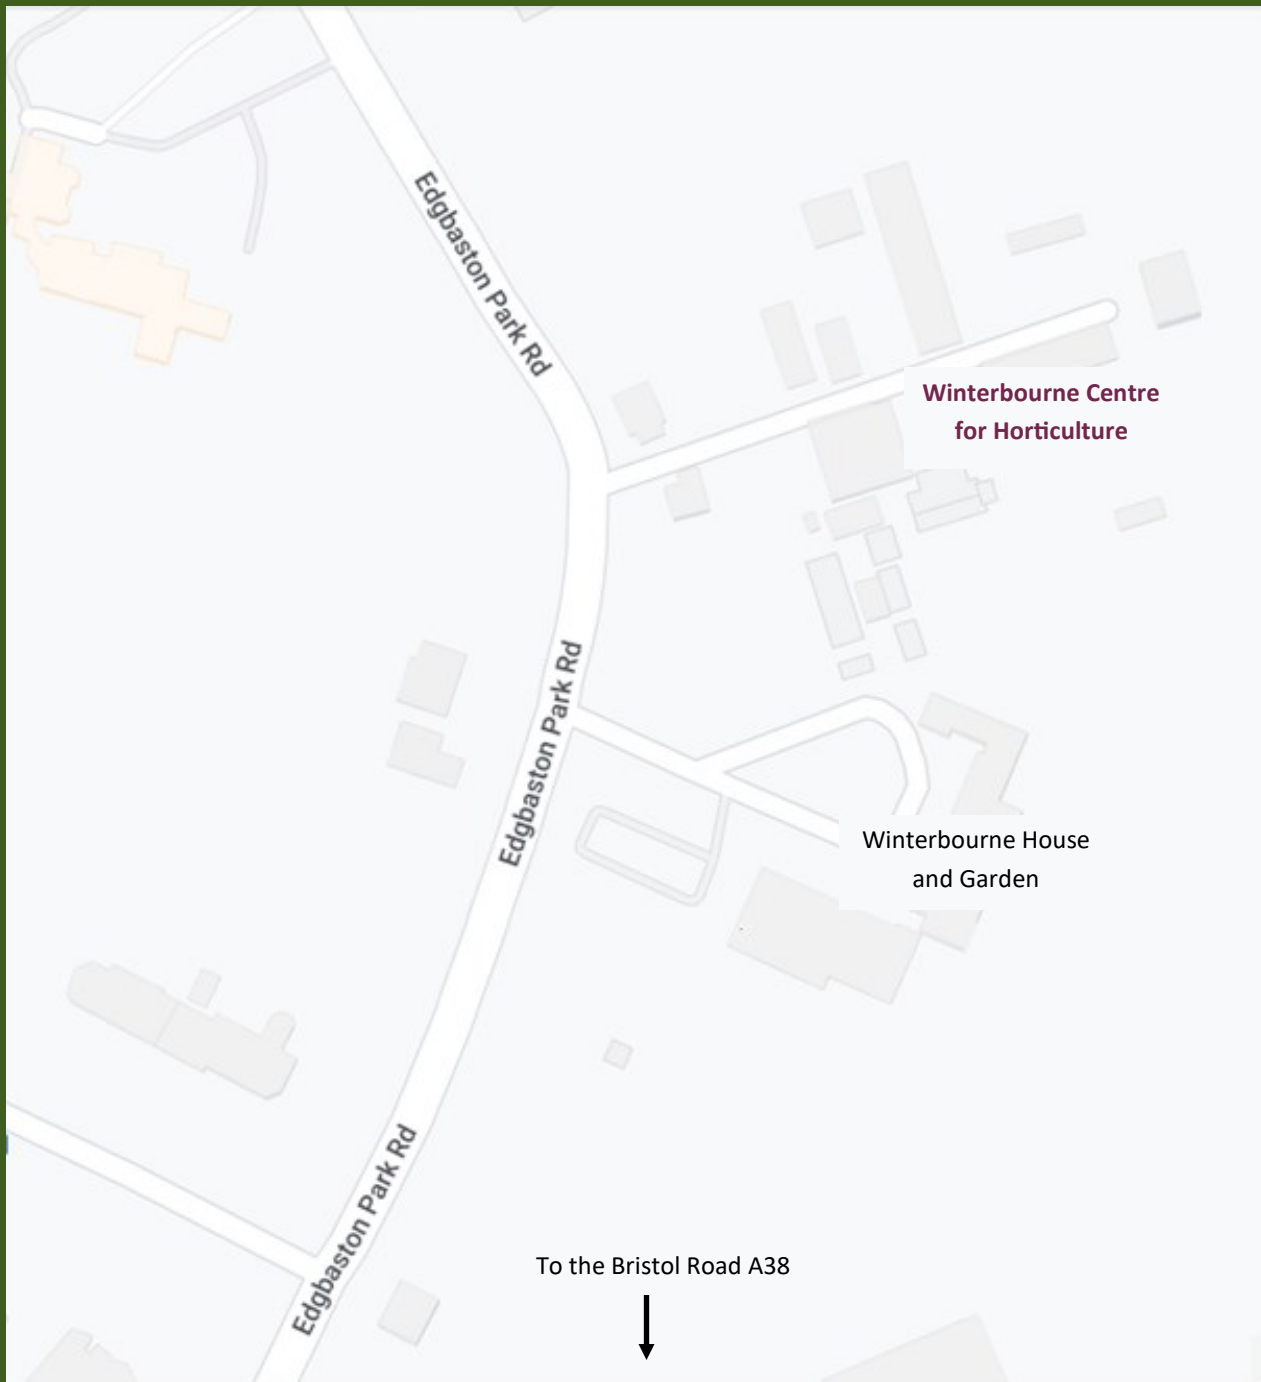 Edgbaston Park Rd
Winterbourne Centre
for Horticulture
Edgbaston Park Rd
Winterbourne House
and Garden
Edgbaston Park Rd
To the Bristol Road A38